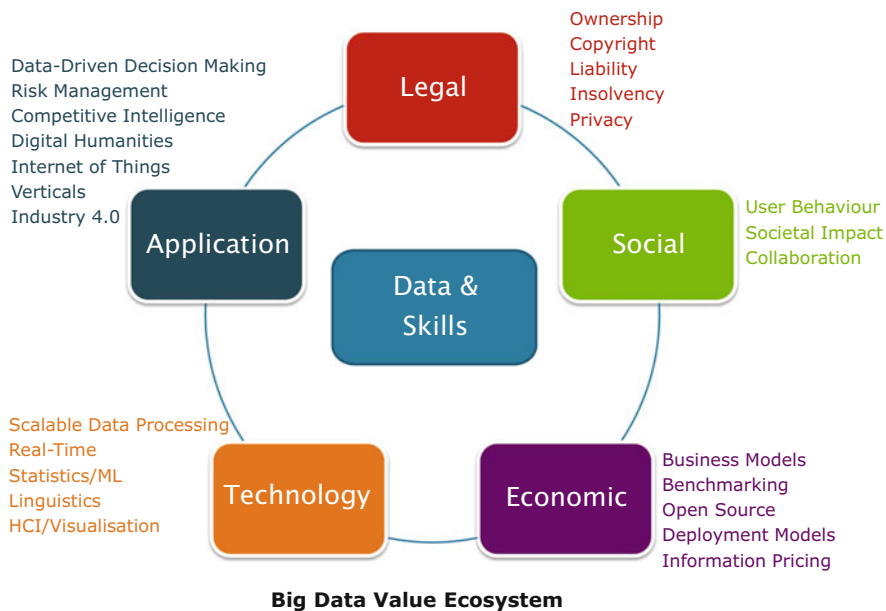 Legal
Ownership
Copyright
Liability
Insolvency
Privacy
Data-Driven Decision Making
Risk Management
Competitive Intelligence
Digital Humanities
Internet of Things
Verticals
Industry 4.0
Application
Social
User Behaviour
Societal Impact
Collaboration
Data &
Skills
Scalable Data Processing
Real-Time
Statistics/ML
Linguistics
HCI/Visualisation
Technology
Economic
Business Models
Benchmarking
Open Source
Deployment Models
Information Pricing
Big Data Value Ecosystem